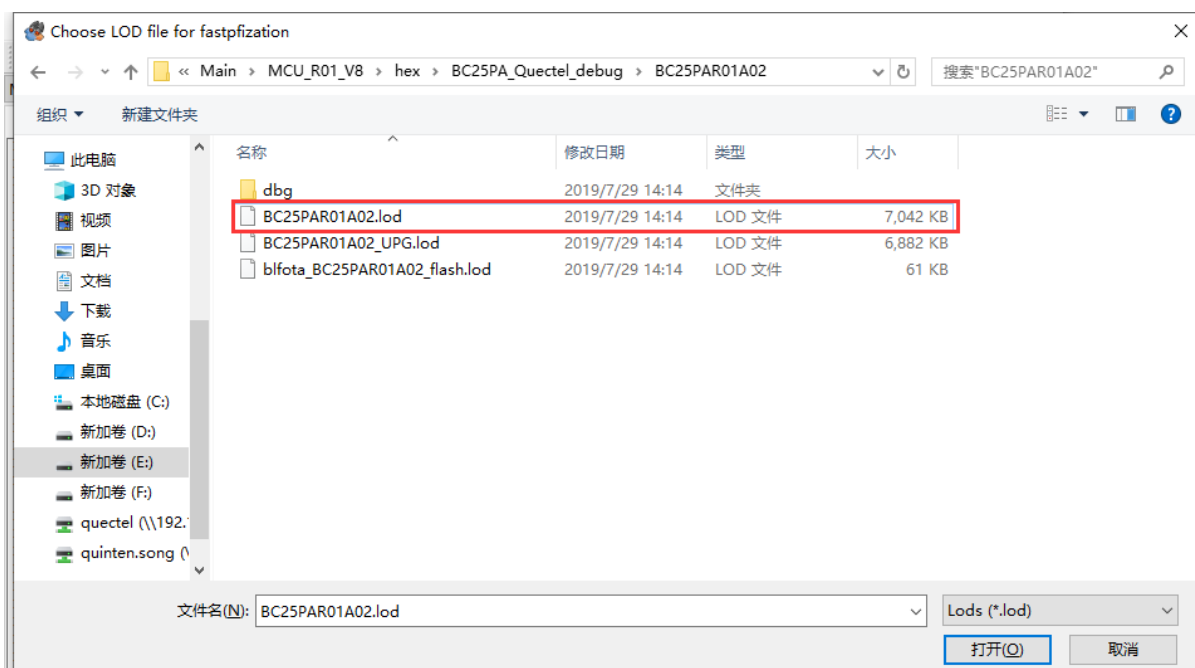 Choose LOD file for fastpfization
« Main > MCU_R01_V8 > hex > BC25PA_Quectel_debug > BC25PAR01A02
搜索"BC25PAR01A02"
组织 新建文件夹
名称 修改日期 类型 大小
此电脑
3D 对象
视频
图片
文档
下载
音乐
桌面
本地磁盘 (C:)
新加卷 (D:)
新加卷 (E:)
新加卷 (F:)
quectel (\\192.
quinten.song (\
dbg 2019/7/29 14:14 文件夹
BC25PAR01A02.lod 2019/7/29 14:14 LOD 文件 7,042 KB
BC25PAR01A02_UPG.lod 2019/7/29 14:14 LOD 文件 6,882 KB
blfota_BC25PAR01A02_flash.lod 2019/7/29 14:14 LOD 文件 61 KB
文件名(N): BC25PAR01A02.lod Lods (*.lod)
打开(O) 取消